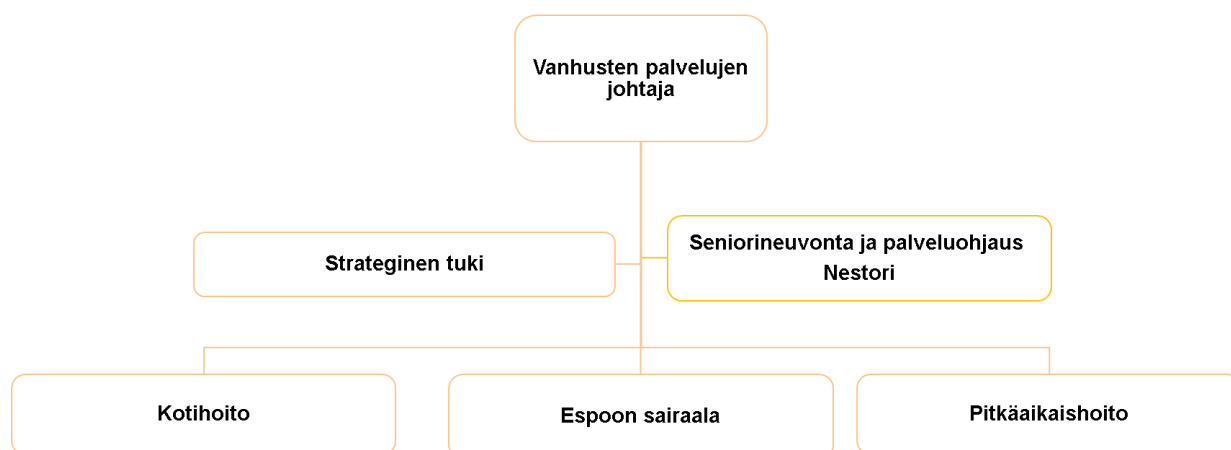 Vanhusten palvelujen
johtaja
Strateginen tuki
Seniorineuvonta ja palveluohjaus
Nestori
Kotihoito
Espoon sairaala
Pitkäaikaishoito